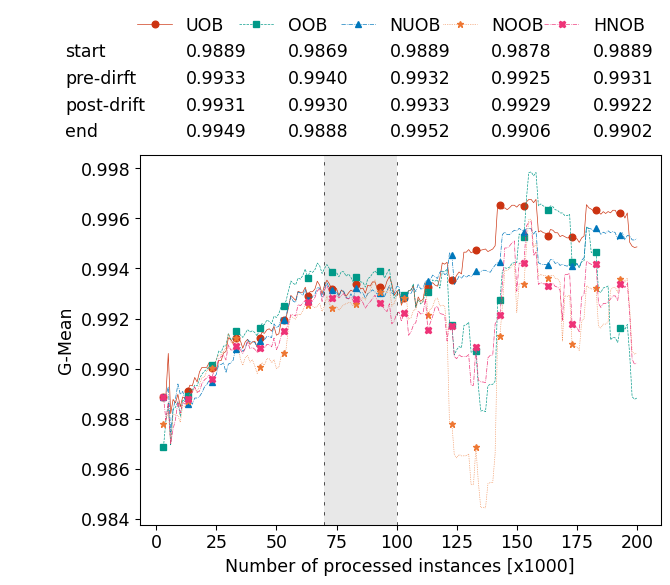 UOB OOB NUOB NOOB HNOB
start 0.9889 0.9869 0.9889 0.9878 0.9889
pre-dirft 0.9933 0.9940 0.9932 0.9925 0.9931
post-drift 0.9931 0.9930 0.9933 0.9929 0.9922
end 0.9949 0.9888 0.9952 0.9906 0.9902
0.998
0.996
0.994
0.992
0.990
0.988
0.986
0.984
G-Mean
0 25 50 75 100 125 150 175 200
Number of processed instances [x1000]